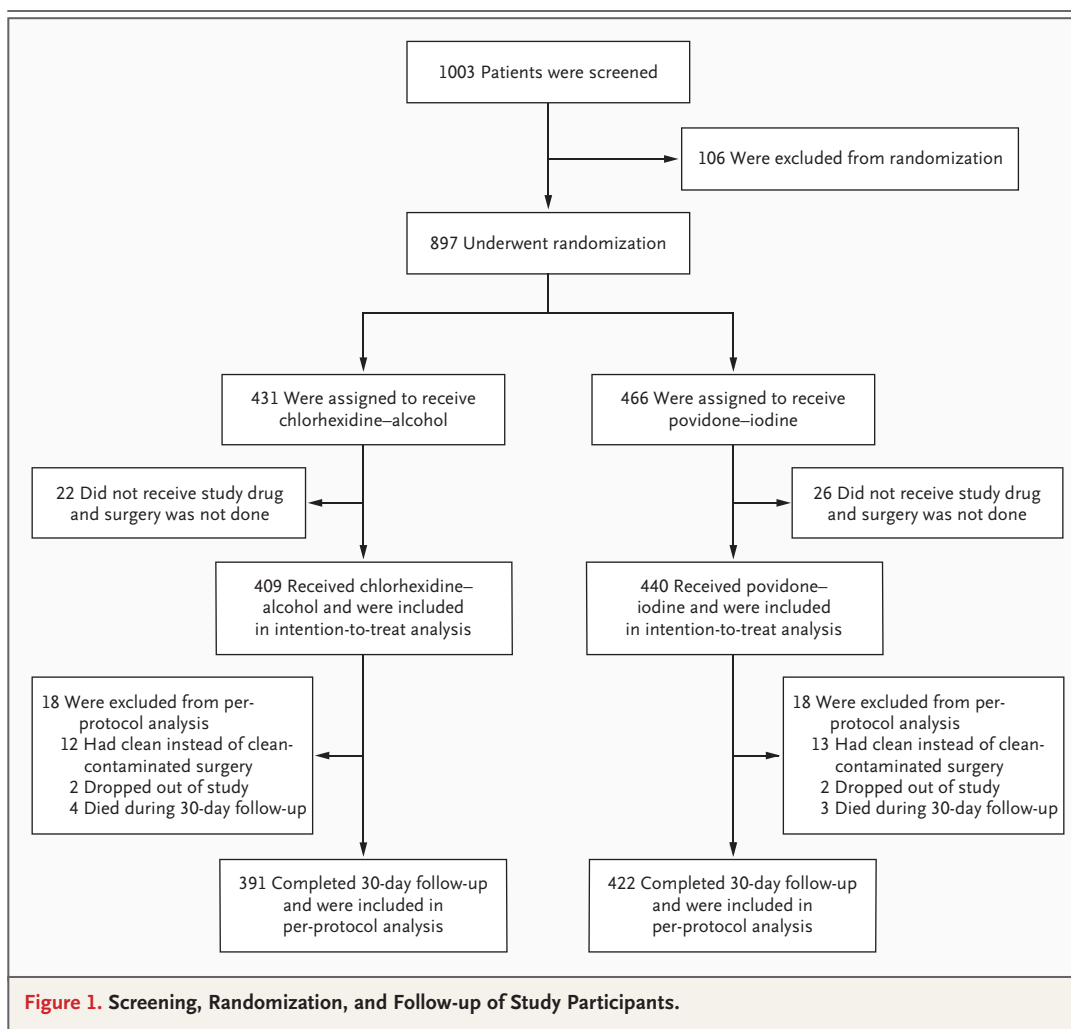 1003 Patients were screened
106 Were excluded from randomization
897 Underwent randomization
431 Were assigned to receive
chlorhexidine–alcohol
466 Were assigned to receive
povidone–iodine
22 Did not receive study drug
and surgery was not done
26 Did not receive study drug
and surgery was not done
409 Received chlorhexidine–
alcohol and were included
in intention-to-treat analysis
440 Received povidone–
iodine and were included
in intention-to-treat analysis
18 Were excluded from per-
protocol analysis
12 Had clean instead of clean-
contaminated surgery
2 Dropped out of study
4 Died during 30-day follow-up
18 Were excluded from per-
protocol analysis
13 Had clean instead of clean-
contaminated surgery
2 Dropped out of study
3 Died during 30-day follow-up
391 Completed 30-day follow-up
and were included in
per-protocol analysis
422 Completed 30-day follow-up
and were included in
per-protocol analysis
Figure 1. Screening, Randomization, and Follow-up of Study Participants.